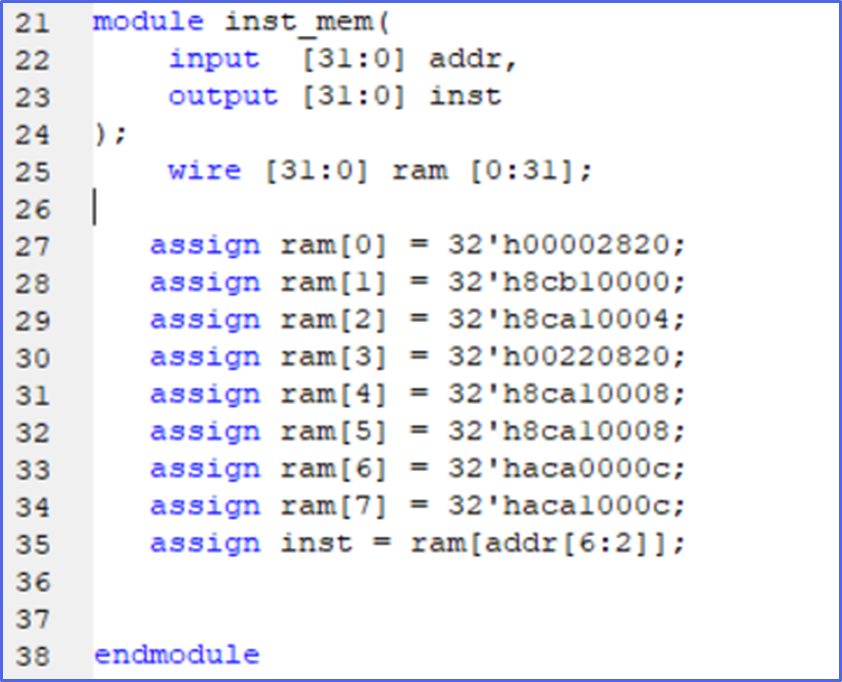 21 module inst_mem(
22 input [31:0] addr,
23 output [31:0] inst
24 );
25 wire [31:0] ram [0:31];
26
27 assign ram[0] = 32'h00002820;
28 assign ram[1] = 32'h8cb10000;
29 assign ram[2] = 32'h8ca10004;
30 assign ram[3] = 32'h00220820;
31 assign ram[4] = 32'h8ca10008;
32 assign ram[5] = 32'h8ca10008;
33 assign ram[6] = 32'haca0000c;
34 assign ram[7] = 32'haca1000c;
35 assign inst = ram[addr[6:2]];
36
37
38 endmodule